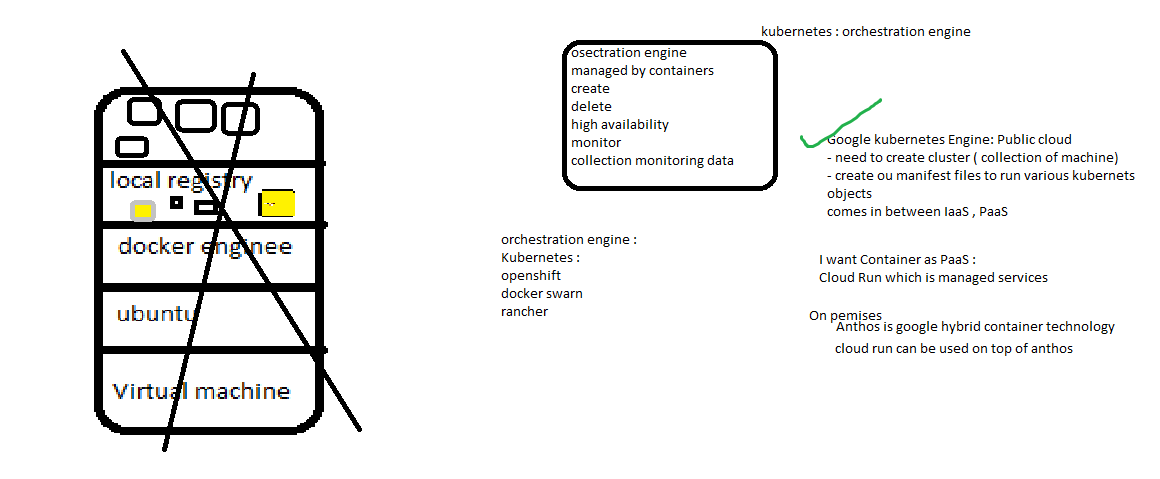 local registry
docker enginee
ubuntu
Virtual machine
kubernetes : orchestration engine
osectration engine
managed by containers
create
delete
high availability
monitor
collection monitoring data
orchestration engine :
Kubernetes :
openshift
docker swarn
rancher
Google kubernetes Engine: Public cloud
- need to create cluster ( collection of machine)
- create ou manifest files to run various kubernets
objects
comes in between IaaS , PaaS
I want Container as PaaS :
Cloud Run which is managed services
On pemises
Anthos is google hybrid container technology
cloud run can be used on top of anthos